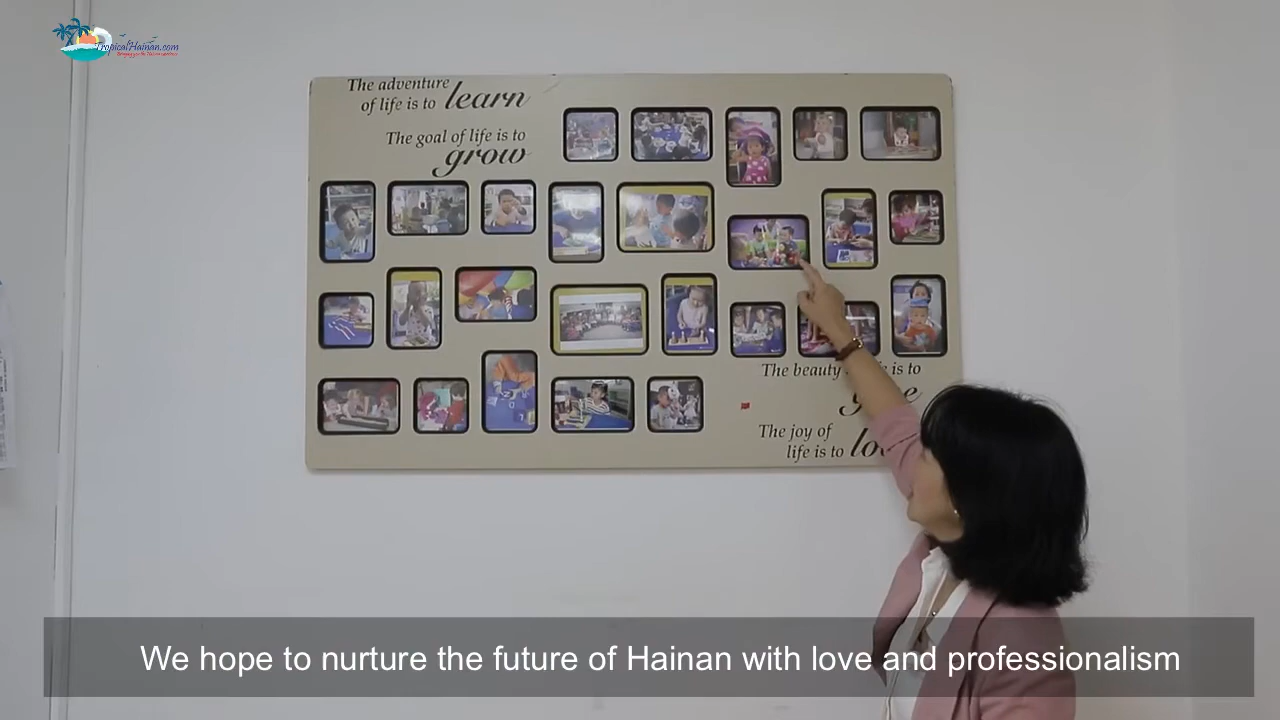 TropicalHainan.com
The adventure
of life is to learn
The goal of life is to
grow
The beauty is to
The joy of
life is to
We hope to nurture the future of Hainan with love and professionalism